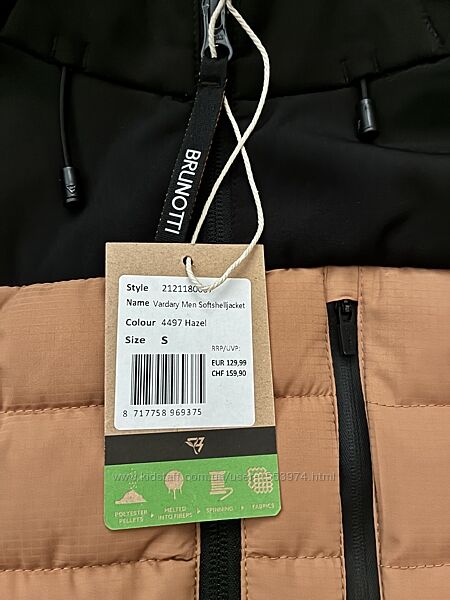 BRUNOTTI
Style
Name Vardary Men Softshelljacket
Colour 4497 Hazel
Size S
RRP/UVP:
EUR 129,99
CHF 159,90
8 717758 969375
POLYESTER PELLETS
MELTED INTO FIBERS
SPINNING
FABRICS